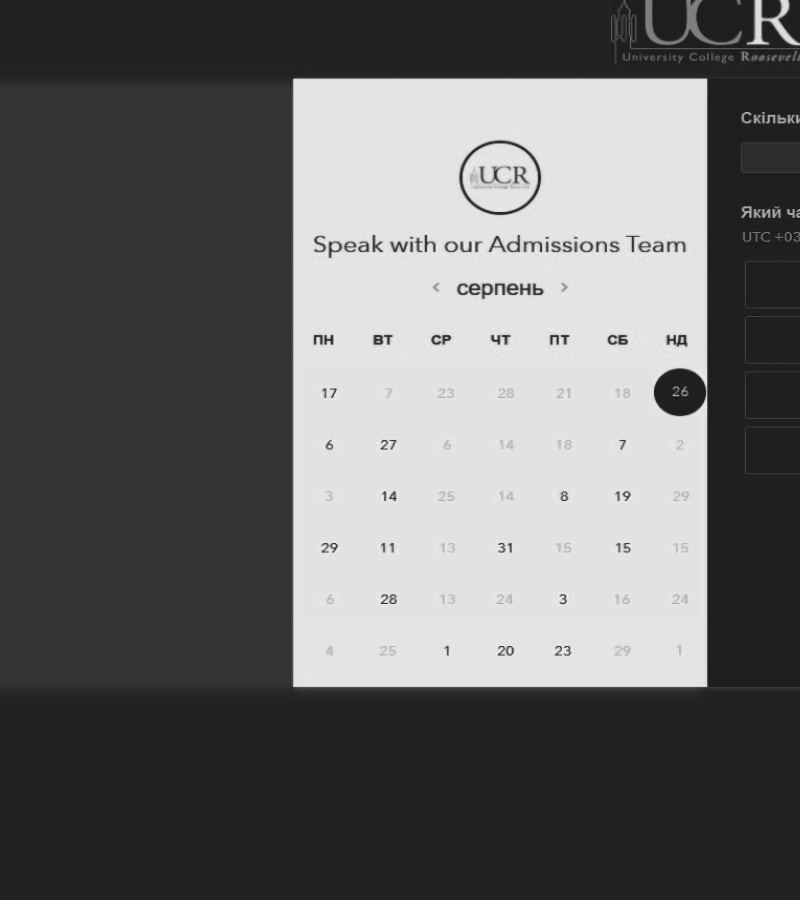 UCR
University College Roosevelt
Скільки
UCR
University College Roosevelt
Який ча
UTC +03
Speak with our Admissions Team
< серпень >
ПН ВТ СР ЧТ ПТ СБ НД
17 7 23 28 21 18 26
6 27 6 14 18 7 2
3 14 25 14 8 19 29
29 11 13 31 15 15 15
6 28 13 24 3 16 24
4 25 1 20 23 29 1